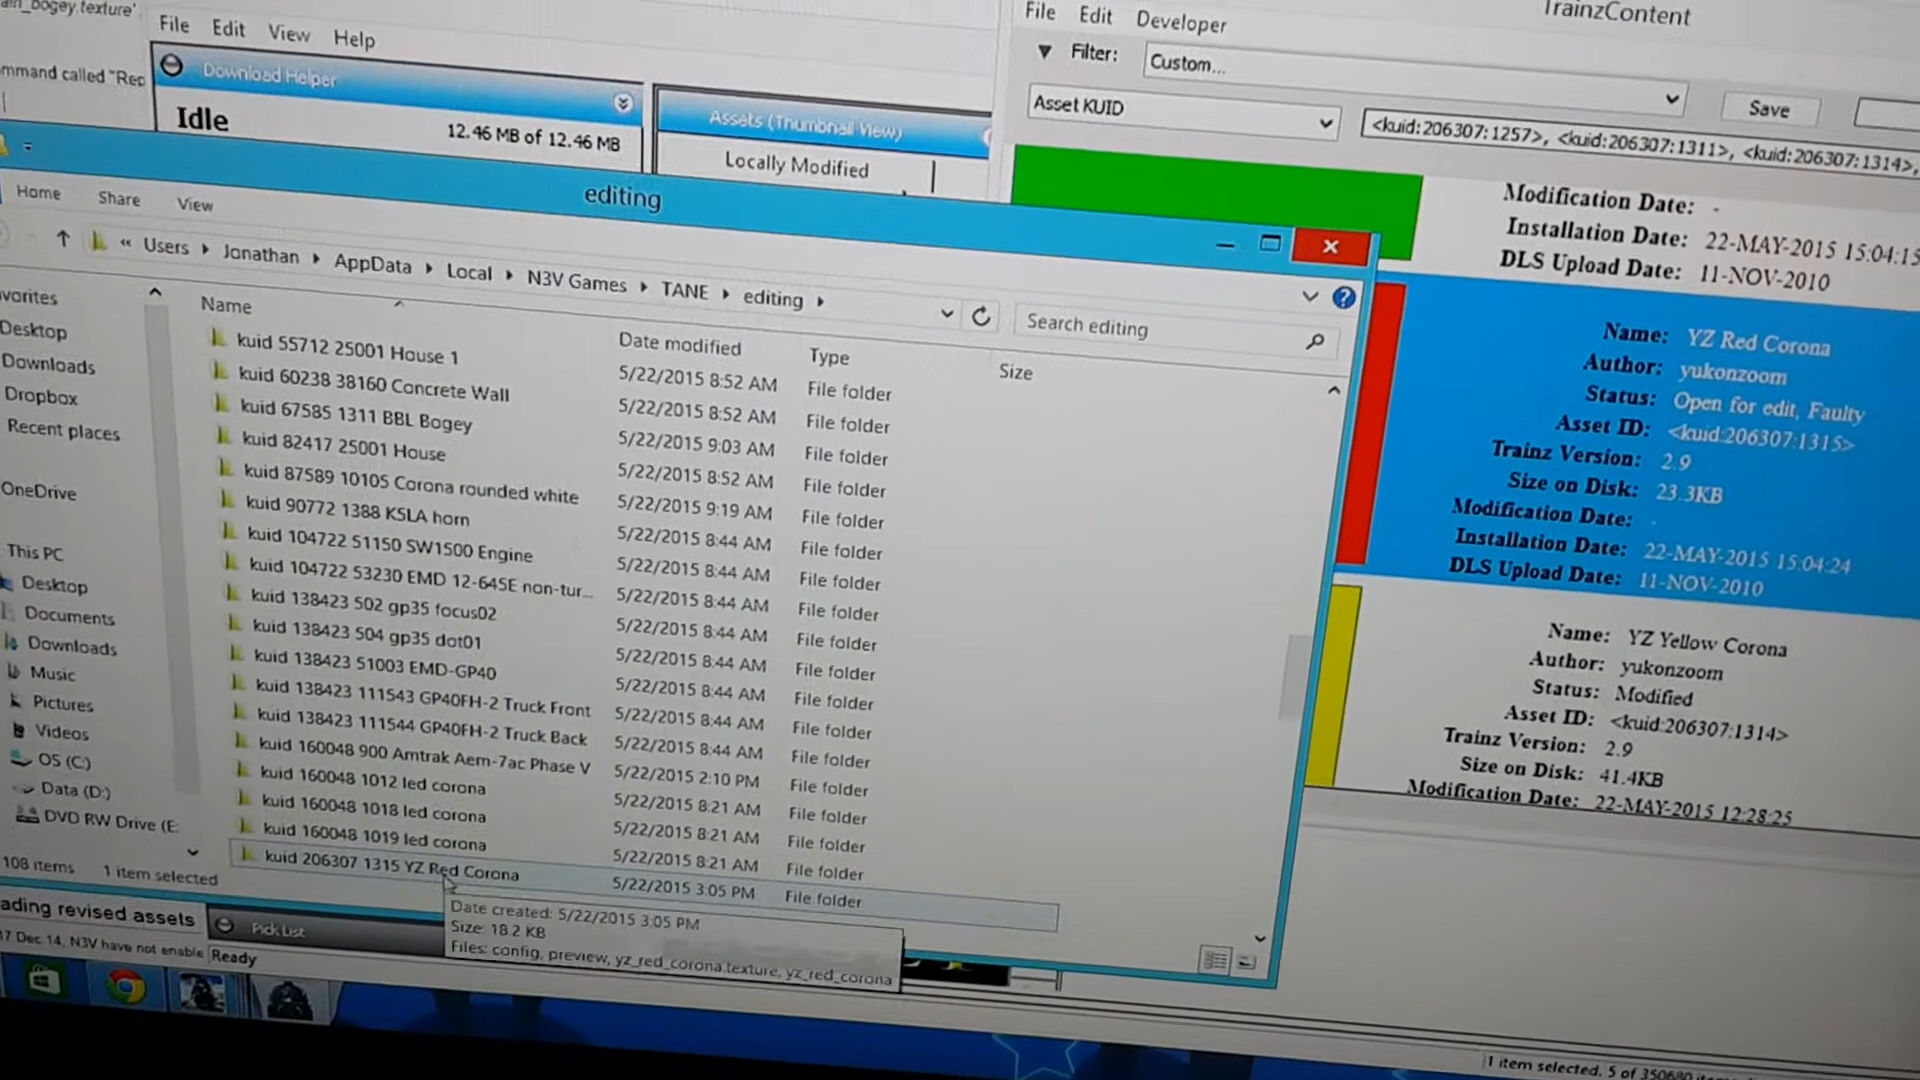 ain_bogey.texture'
mmand called "Rep
File Edit View Help
Download Helper
Idle
12.46 MB of 12.46 MB
Assets (Thumbnail View)
Locally Modified
TrainzContent
File Edit Developer
Filter:
Custom...
Save
Asset KUID
<kuid:206307:1257>, <kuid:206307:1311>, <kuid:206307:1314>,
Modification Date: -
Installation Date: 22-MAY-2015 15:04:15
DLS Upload Date: 11-NOV-2010
Name: YZ Red Corona
Author: yukonzoom
Status: Open for edit, Faulty
Asset ID: <kuid:206307:1315>
Trainz Version: 2.9
Size on Disk: 23.3KB
Modification Date: -
Installation Date: 22-MAY-2015 15:04:24
DLS Upload Date: 11-NOV-2010
Name: YZ Yellow Corona
Author: yukonzoom
Status: Modified
Asset ID: <kuid:206307:1314>
Trainz Version: 2.9
Size on Disk: 41.4KB
Modification Date: 22-MAY-2015 12:28:25
editing
Home Share View
« Users Jonathan AppData Local N3V Games TANE editing
Search editing
Name Date modified Type Size
kuid 55712 25001 House 1 5/22/2015 8:52 AM File folder
kuid 60238 38160 Concrete Wall 5/22/2015 8:52 AM File folder
kuid 67585 1311 BBL Bogey 5/22/2015 9:03 AM File folder
kuid 82417 25001 House 5/22/2015 8:52 AM File folder
kuid 87589 10105 Corona rounded white 5/22/2015 9:19 AM File folder
kuid 90772 1388 K5LA horn 5/22/2015 8:44 AM File folder
kuid 104722 51150 SW1500 Engine 5/22/2015 8:44 AM File folder
kuid 104722 53230 EMD 12-645E non-tur... 5/22/2015 8:44 AM File folder
kuid 138423 502 gp35 focus02 5/22/2015 8:44 AM File folder
kuid 138423 504 gp35 dot01 5/22/2015 8:44 AM File folder
kuid 138423 51003 EMD-GP40 5/22/2015 8:44 AM File folder
kuid 138423 111543 GP40FH-2 Truck Front 5/22/2015 8:44 AM File folder
kuid 138423 111544 GP40FH-2 Truck Back 5/22/2015 8:44 AM File folder
kuid 160048 900 Amtrak Aem-7ac Phase V 5/22/2015 2:10 PM File folder
kuid 160048 1012 led corona 5/22/2015 8:21 AM File folder
kuid 160048 1018 led corona 5/22/2015 8:21 AM File folder
kuid 160048 1019 led corona 5/22/2015 8:21 AM File folder
kuid 206307 1315 YZ Red Corona 5/22/2015 3:05 PM File folder
avorites
Desktop
Downloads
Dropbox
Recent places
OneDrive
This PC
Desktop
Documents
Downloads
Music
Pictures
Videos
OS (C:)
Data (D:)
DVD RW Drive (E:
108 items 1 item selected
Date created: 5/22/2015 3:05 PM
Size: 18.2 KB
Files: config, preview, yz_red_corona.texture, yz_red_corona
ading revised assets
17 Dec 14, N3V have not enable
Pick List
Ready
1 item selected, 5 of 350680